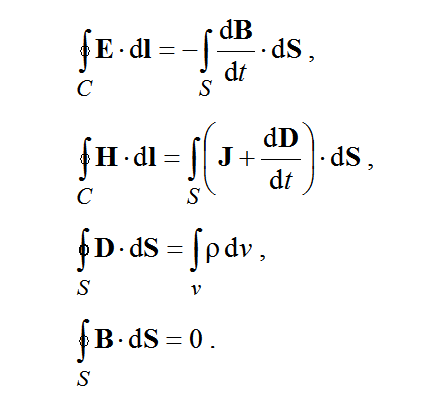 ∮_C 𝐄 · d𝐥 = −∫_S d𝐁/dt · d𝐒 ,
∮_C 𝐇 · d𝐥 = ∫_S (𝐉 + d𝐃/dt) · d𝐒 ,
∮_S 𝐃 · d𝐒 = ∫_v ρ dv ,
∮_S 𝐁 · d𝐒 = 0 .